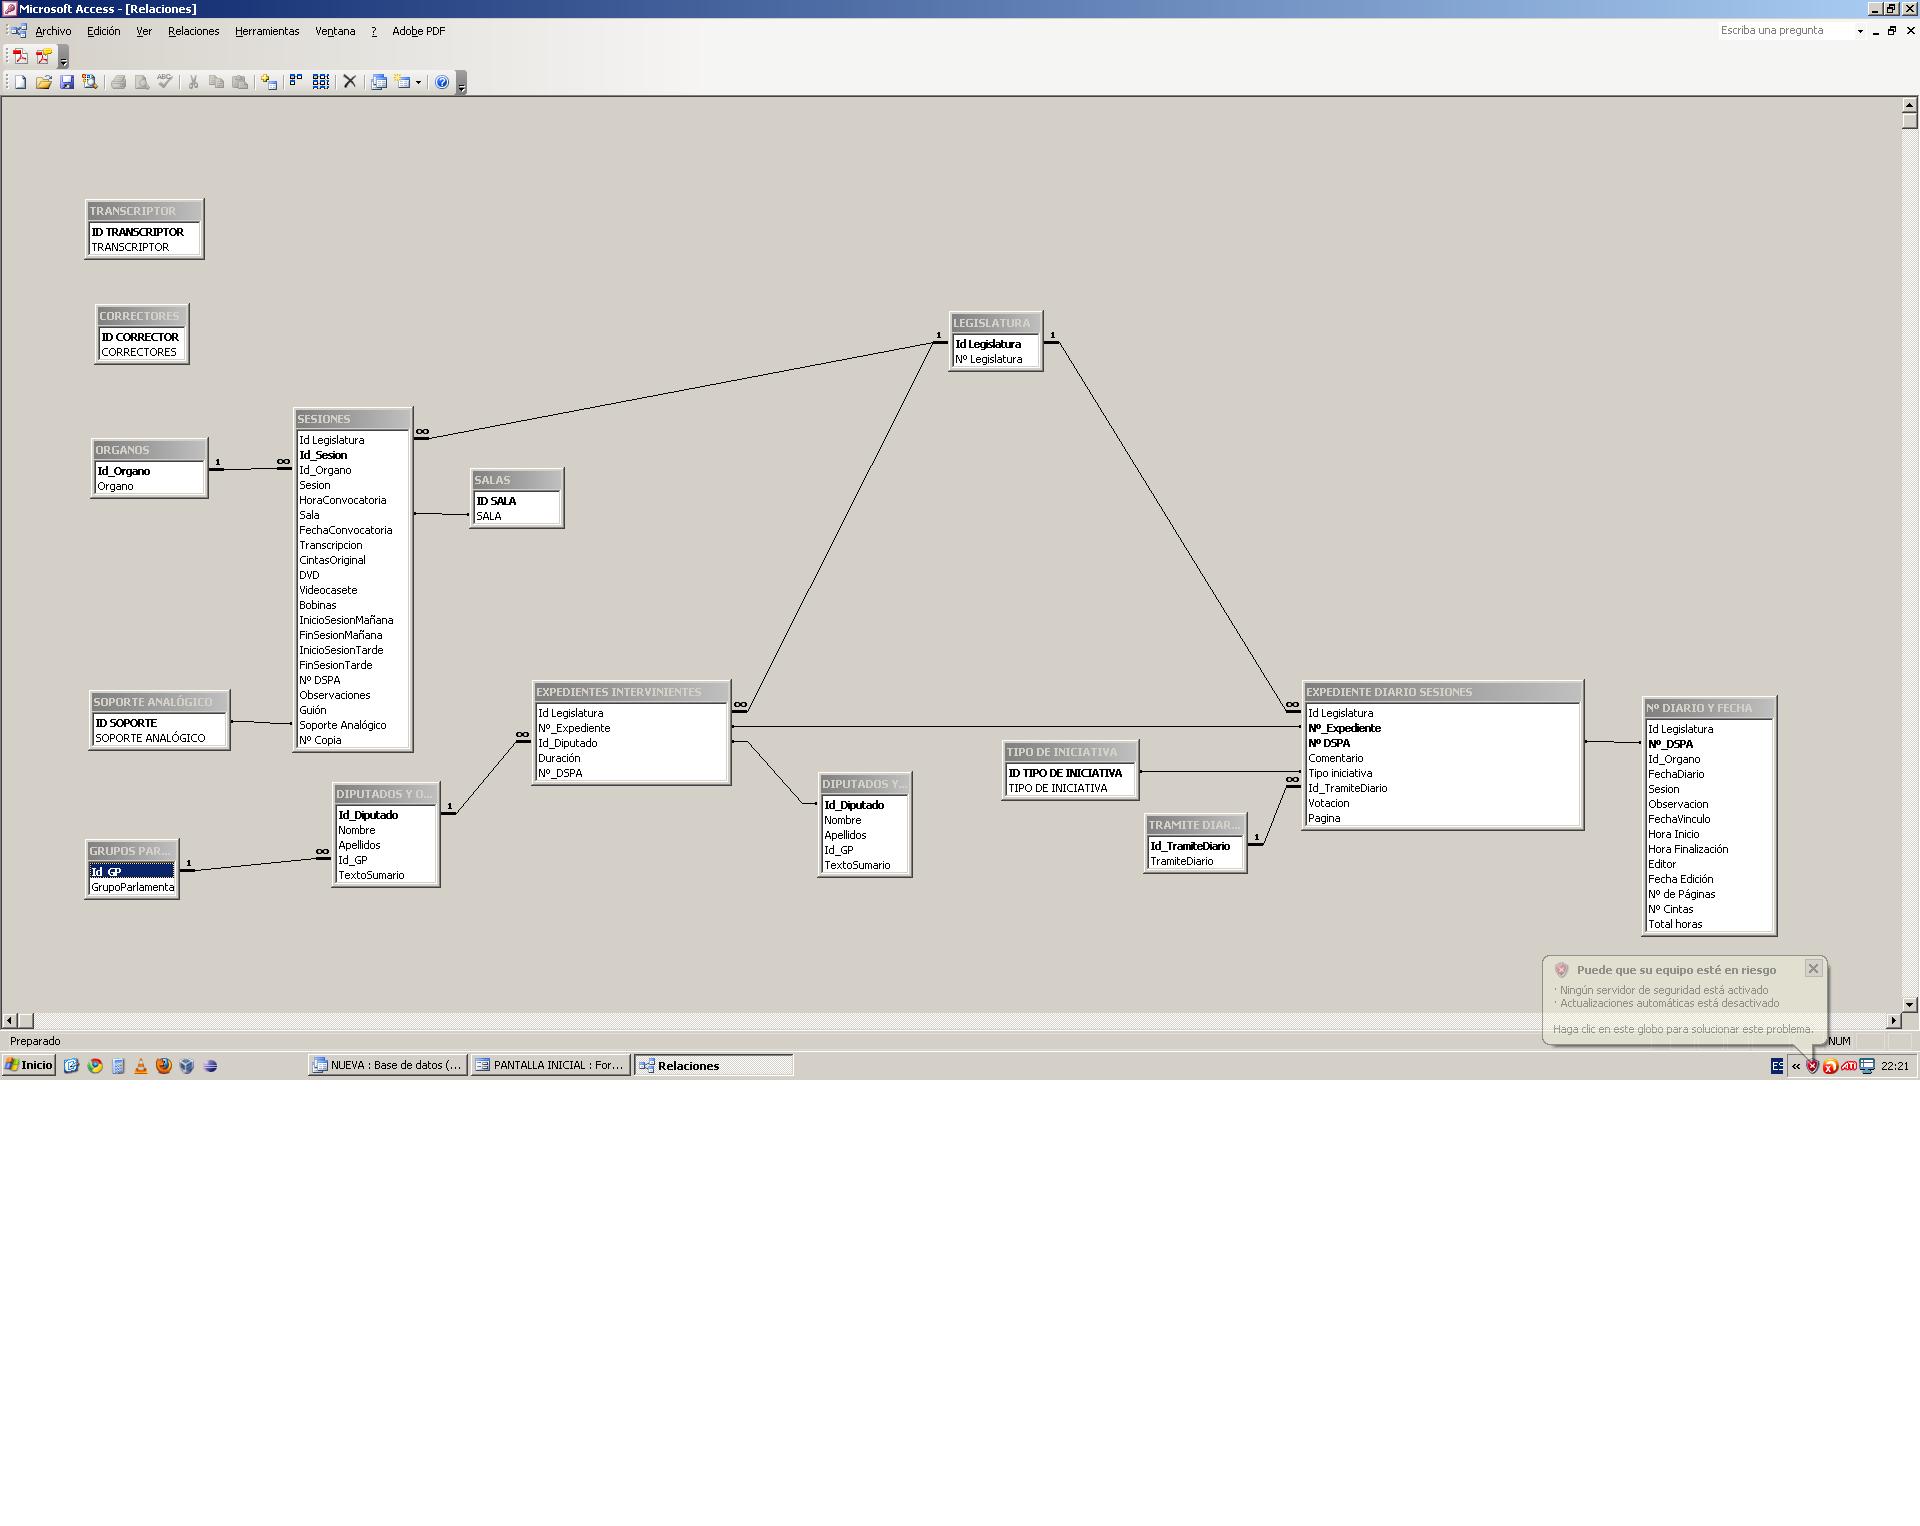 Microsoft Access - [Relaciones]
Archivo Edición Ver Relaciones Herramientas Ventana ? Adobe PDF
Escriba una pregunta
TRANSCRIPTOR
ID TRANSCRIPTOR
TRANSCRIPTOR
CORRECTORES
ID CORRECTOR
CORRECTORES
LEGISLATURA
Id Legislatura
Nº Legislatura
1
1
ORGANOS
Id_Organo
Organo
1
∞
SESIONES
Id Legislatura
Id_Sesion
Id_Organo
Sesion
HoraConvocatoria
Sala
FechaConvocatoria
Transcripcion
CintasOriginal
DVD
Videocasete
Bobinas
InicioSesionMañana
FinSesionMañana
InicioSesionTarde
FinSesionTarde
Nº DSPA
Observaciones
Guión
Soporte Analógico
Nº Copia
∞
SALAS
ID SALA
SALA
SOPORTE ANALÓGICO
ID SOPORTE
SOPORTE ANALÓGICO
EXPEDIENTES INTERVINIENTES
Id Legislatura
Nº_Expediente
Id_Diputado
Duración
Nº_DSPA
∞
∞
EXPEDIENTE DIARIO SESIONES
Id Legislatura
Nº_Expediente
Nº DSPA
Comentario
Tipo iniciativa
Id_TramiteDiario
Votacion
Pagina
∞
∞
Nº DIARIO Y FECHA
Id Legislatura
Nº_DSPA
Id_Organo
FechaDiario
Sesion
Observacion
FechaVinculo
Hora Inicio
Hora Finalización
Editor
Fecha Edición
Nº de Páginas
Nº Cintas
Total horas
TIPO DE INICIATIVA
ID TIPO DE INICIATIVA
TIPO DE INICIATIVA
TRAMITE DIAR...
Id_TramiteDiario
TramiteDiario
1
DIPUTADOS Y O...
Id_Diputado
Nombre
Apellidos
Id_GP
TextoSumario
1
∞
DIPUTADOS Y...
Id_Diputado
Nombre
Apellidos
Id_GP
TextoSumario
GRUPOS PAR...
Id_GP
GrupoParlamenta
1
Puede que su equipo esté en riesgo
· Ningún servidor de seguridad está activado
· Actualizaciones automáticas está desactivado
Haga clic en este globo para solucionar este problema.
Preparado
NUM
Inicio
NUEVA : Base de datos (...
PANTALLA INICIAL : For...
Relaciones
ES
«
22:21